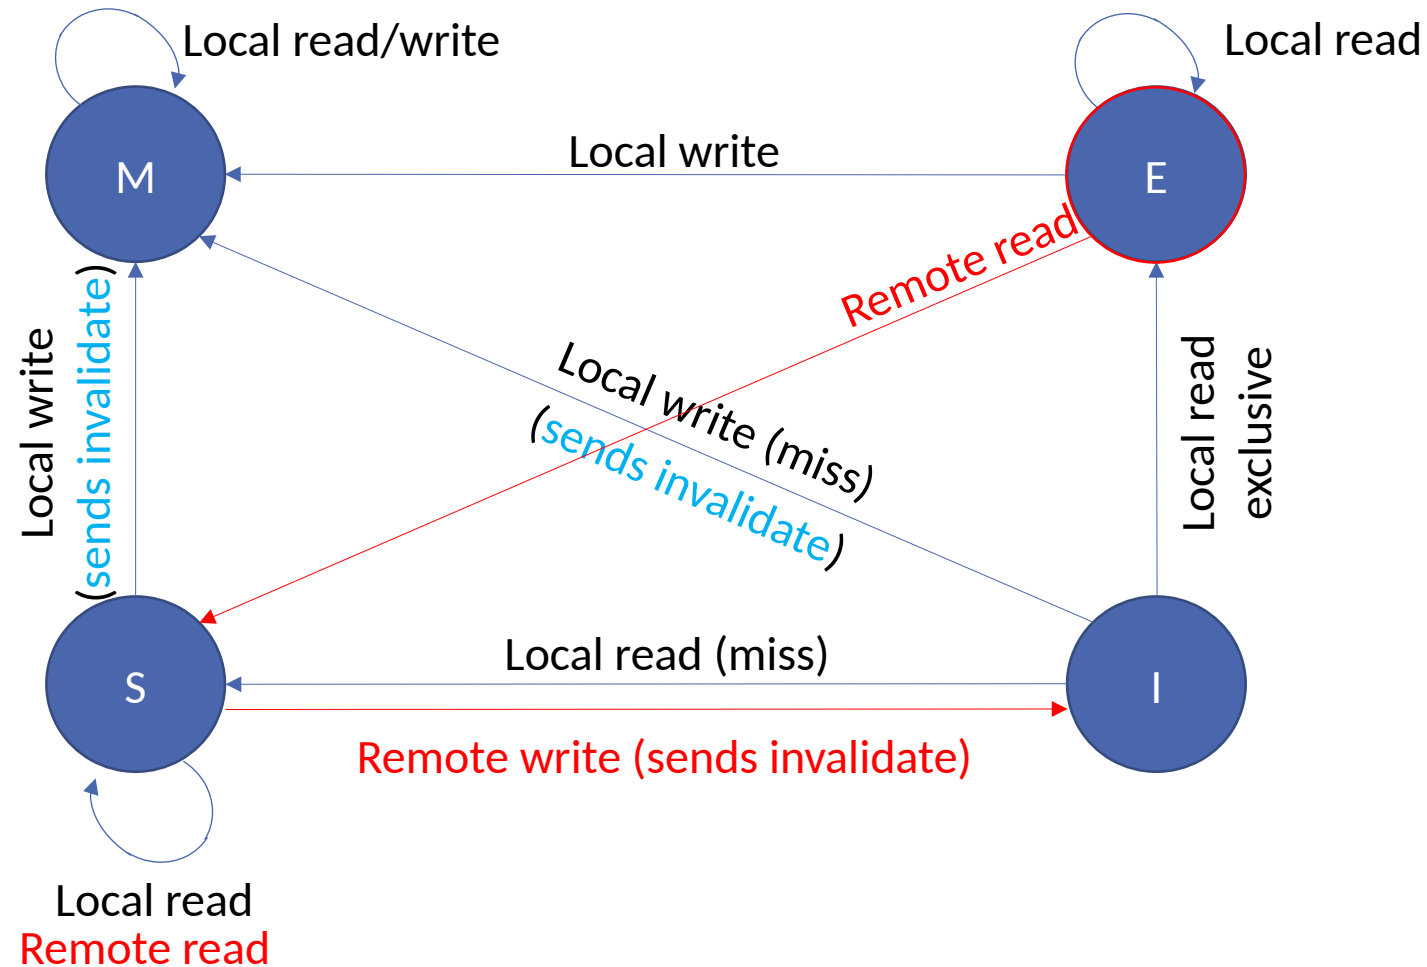 Local read/write
Local read
M
Local write
E
Remote read
Local write
(sends invalidate)
Local write (miss)
(sends invalidate)
Local read
exclusive
S
Local read (miss)
I
Remote write (sends invalidate)
Local read
Remote read